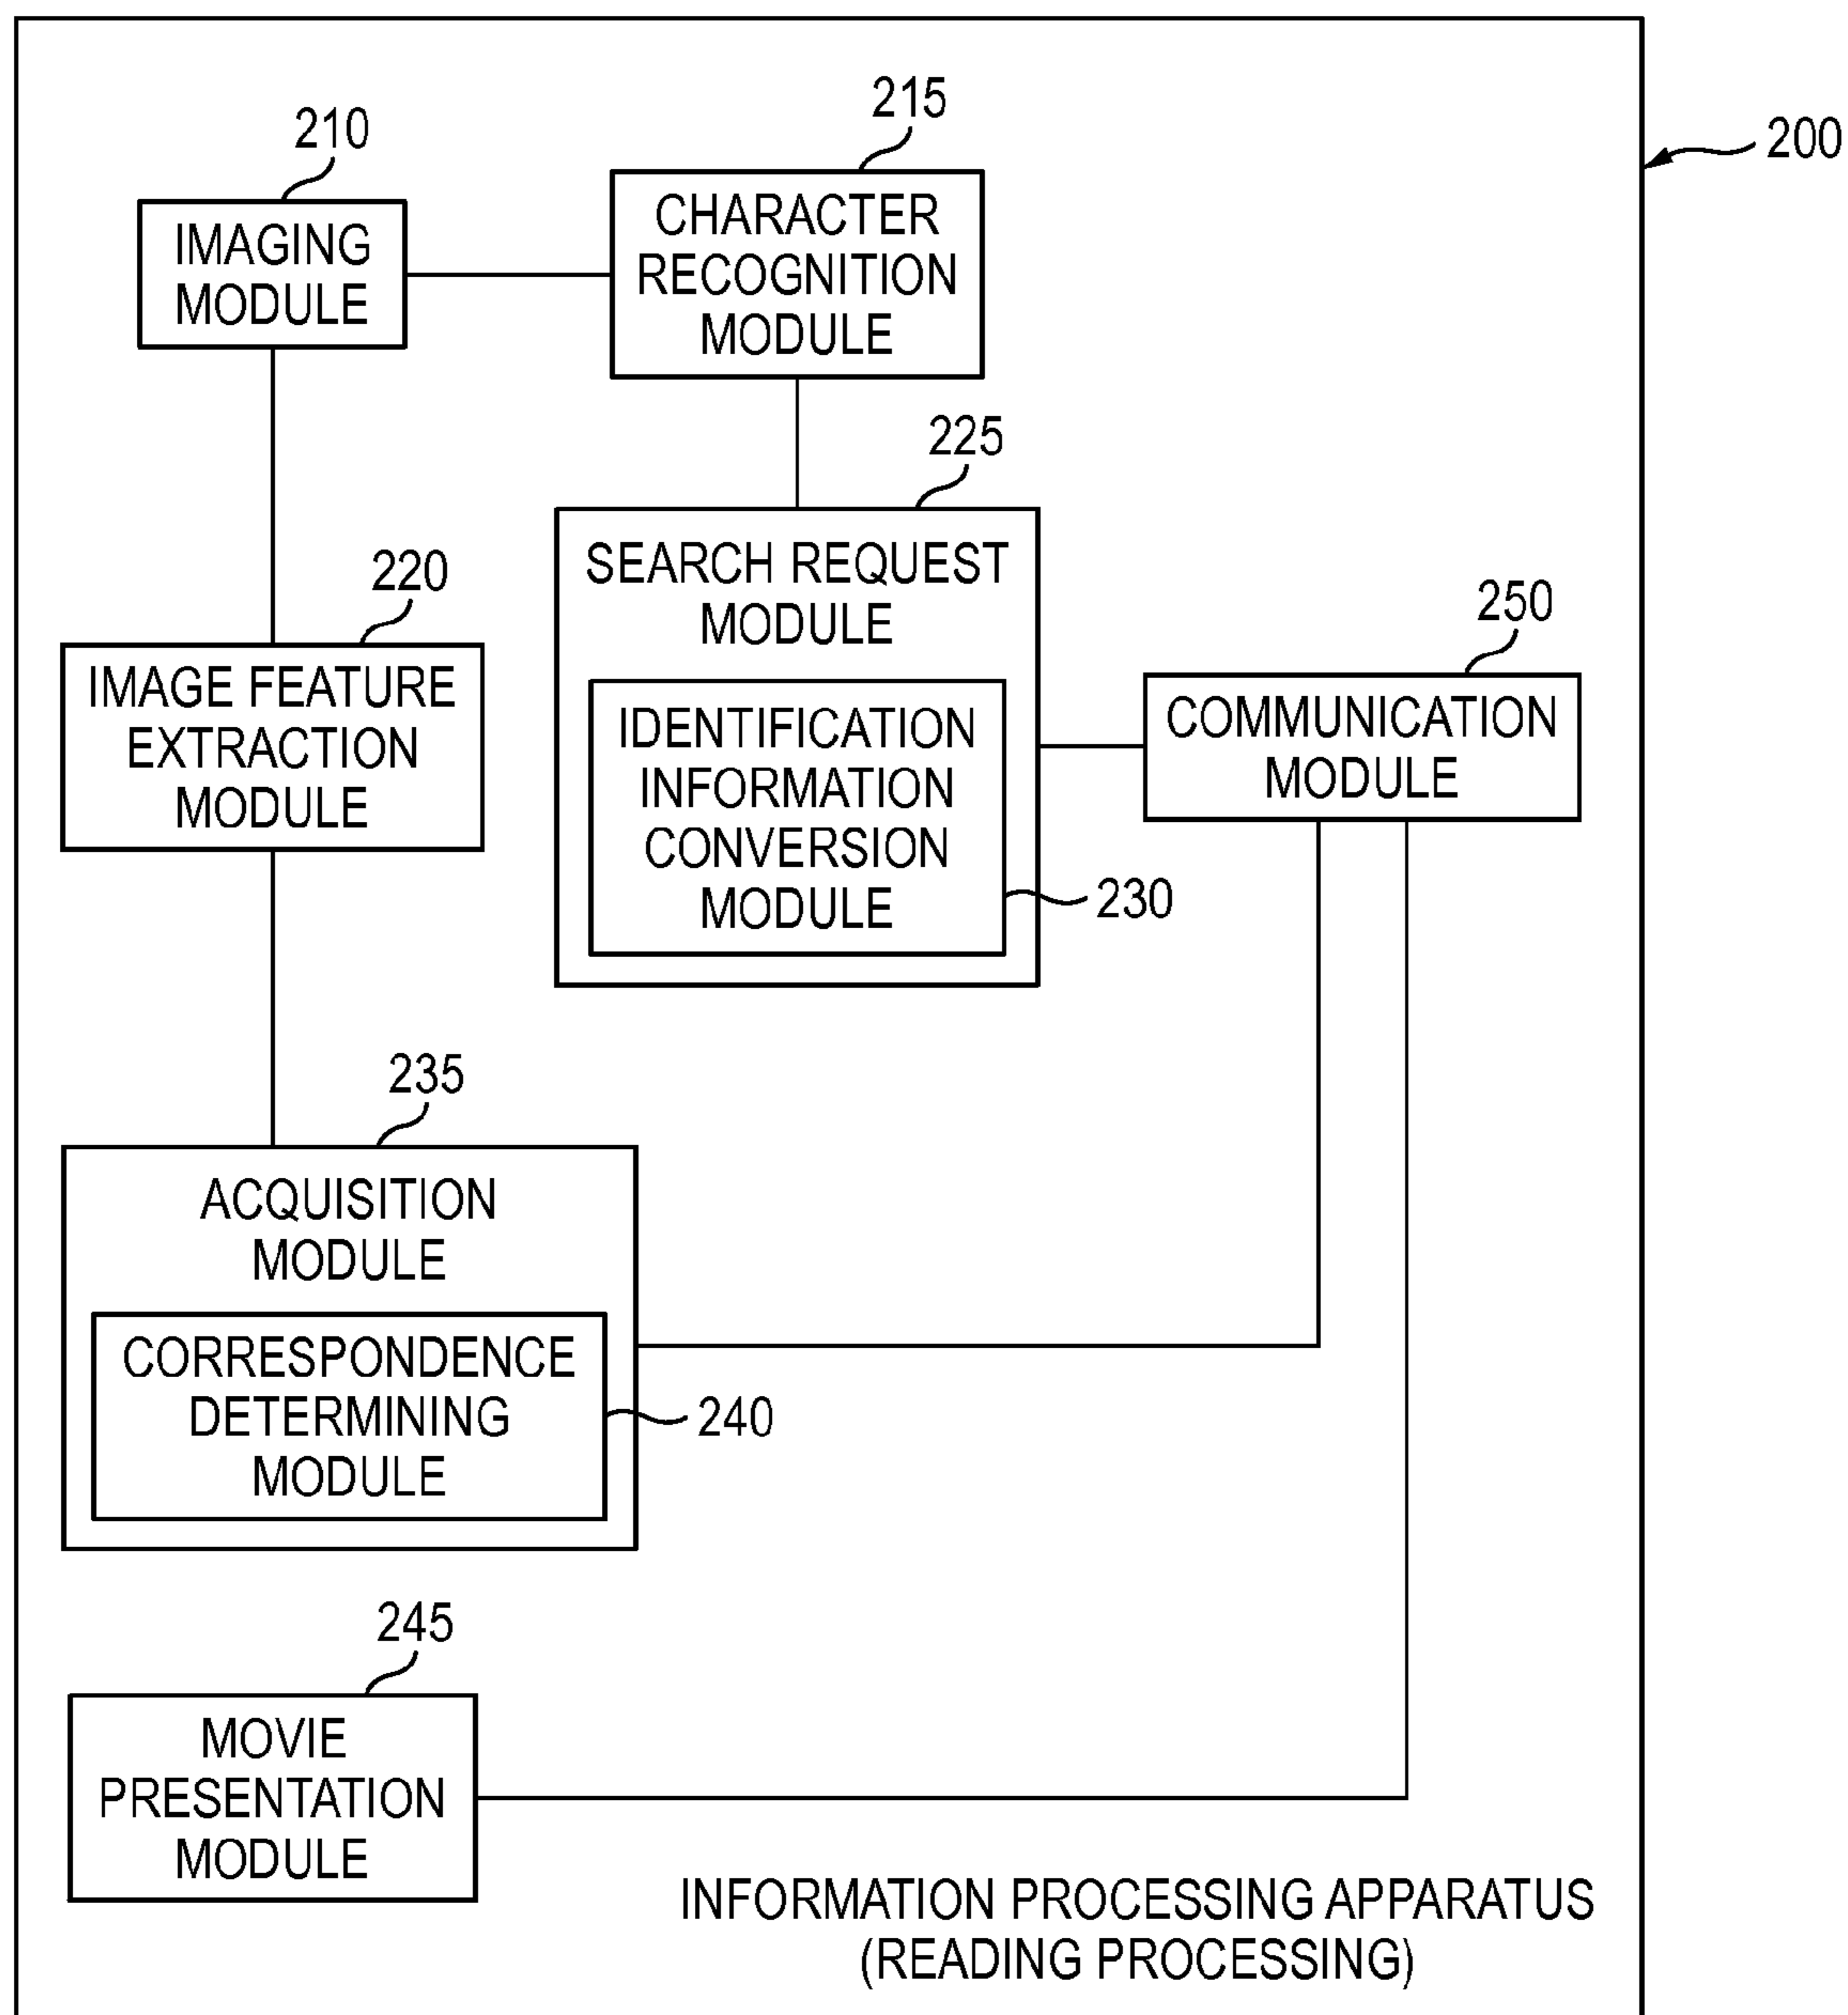 215
210
200
IMAGING
MODULE
CHARACTER
RECOGNITION
MODULE
225
220
SEARCH REQUEST
MODULE
250
IMAGE FEATURE
EXTRACTION
MODULE
IDENTIFICATION
INFORMATION
CONVERSION
MODULE
COMMUNICATION
MODULE
230
235
ACQUISITION
MODULE
CORRESPONDENCE
DETERMINING
MODULE
240
245
MOVIE
PRESENTATION
MODULE
INFORMATION PROCESSING APPARATUS
(READING PROCESSING)